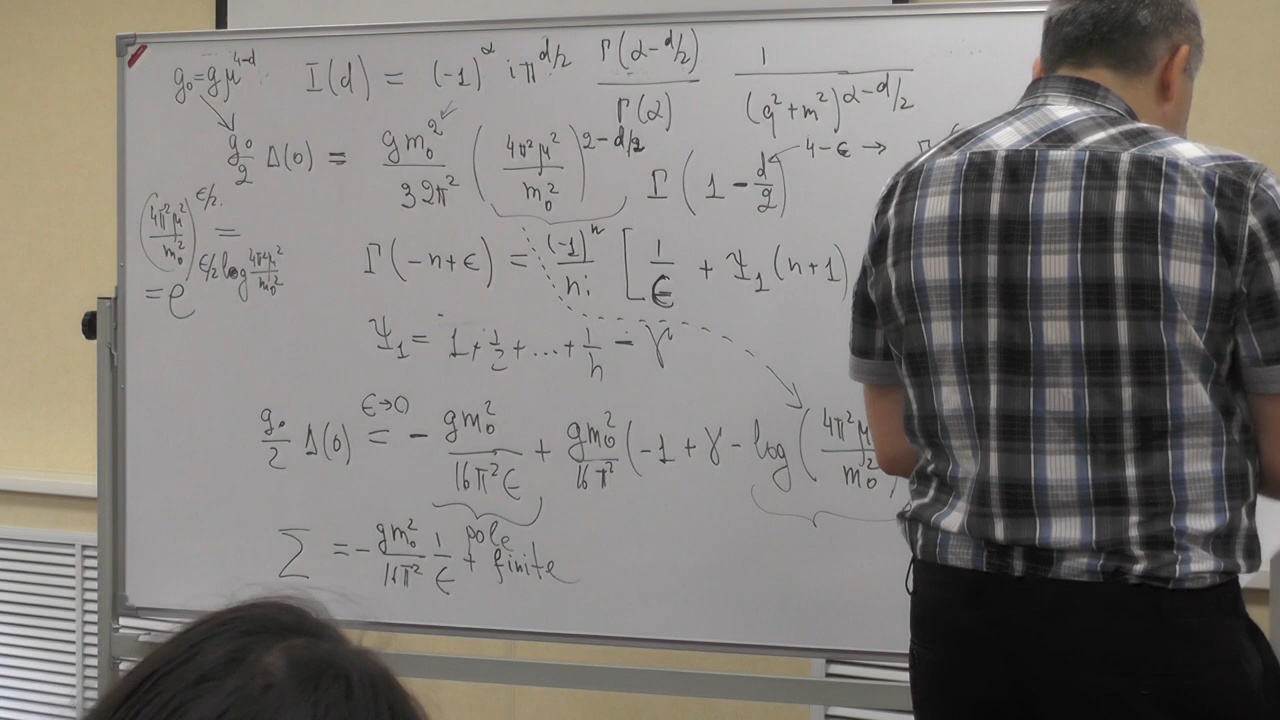 g₀=gμ^{4-d} I(d) = (-1)^α iπ^{d/2} Γ(α-d/2)/Γ(α) 1/(q²+m²)^{α-d/2}
g₀/2 Δ(0) = gm₀²/32π² (4π²μ²/m₀²)^{2-d/2} Γ(1-d/2) 4-ϵ →
(4π²μ²/m₀²)^{ϵ/2} =
= e^{ϵ/2 log 4π²μ²/m₀²}
Γ(-n+ϵ) = (-1)^n/n! [1/ϵ + Ψ₁(n+1)
Ψ₁ = 1+1/2+...+1/n - γ
g₀/2 Δ(0) =^{ϵ→0} - gm₀²/16π²ϵ + gm₀²/16π² (-1+γ-log(4π²μ/m₀²
pole
Σ = - gm₀²/16π² 1/ϵ + finite